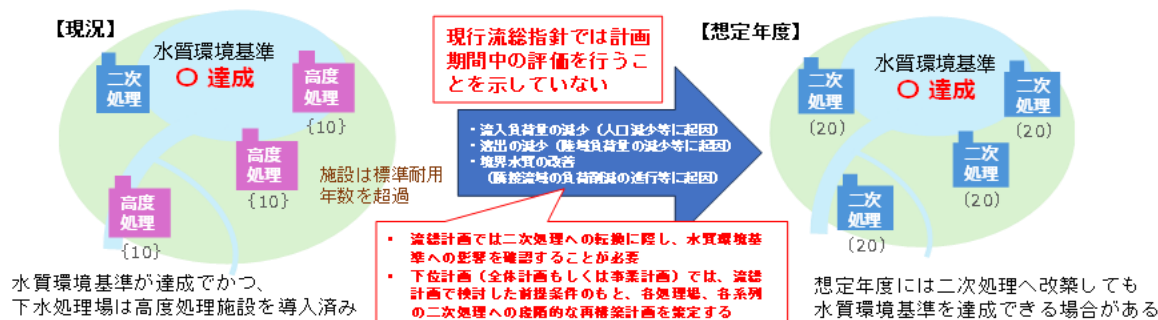 【現況】
水質環境基準
〇 達成
二次
処理
高度
処理
{10}
高度
処理
{10}
高度
処理
{10}
施設は標準耐用
年数を超過
水質環境基準が達成でかつ、
下水処理場は高度処理施設を導入済み
現行流総指針では計画
期間中の評価を行うこ
とを示していない
・流入負荷量の減少（人口減少等に起因）
・溶出の減少（陸域負荷量の減少等に起因）
・境界水質の改善
（隣接流域の負荷削減の進行等に起因）
• 流総計画では二次処理への転換に際し、水質環境基
準への影響を確認することが必要
• 下位計画（全体計画もしくは事業計画）では、流総
計画で検討した前提条件のもと、各処理場、各系列
の二次処理への段階的な再構築計画を策定する
【想定年度】
水質環境基準
〇 達成
二次
処理
(20)
二次
処理
(20)
二次
処理
(20)
二次
処理
(20)
想定年度には二次処理へ改築しても
水質環境基準を達成できる場合がある